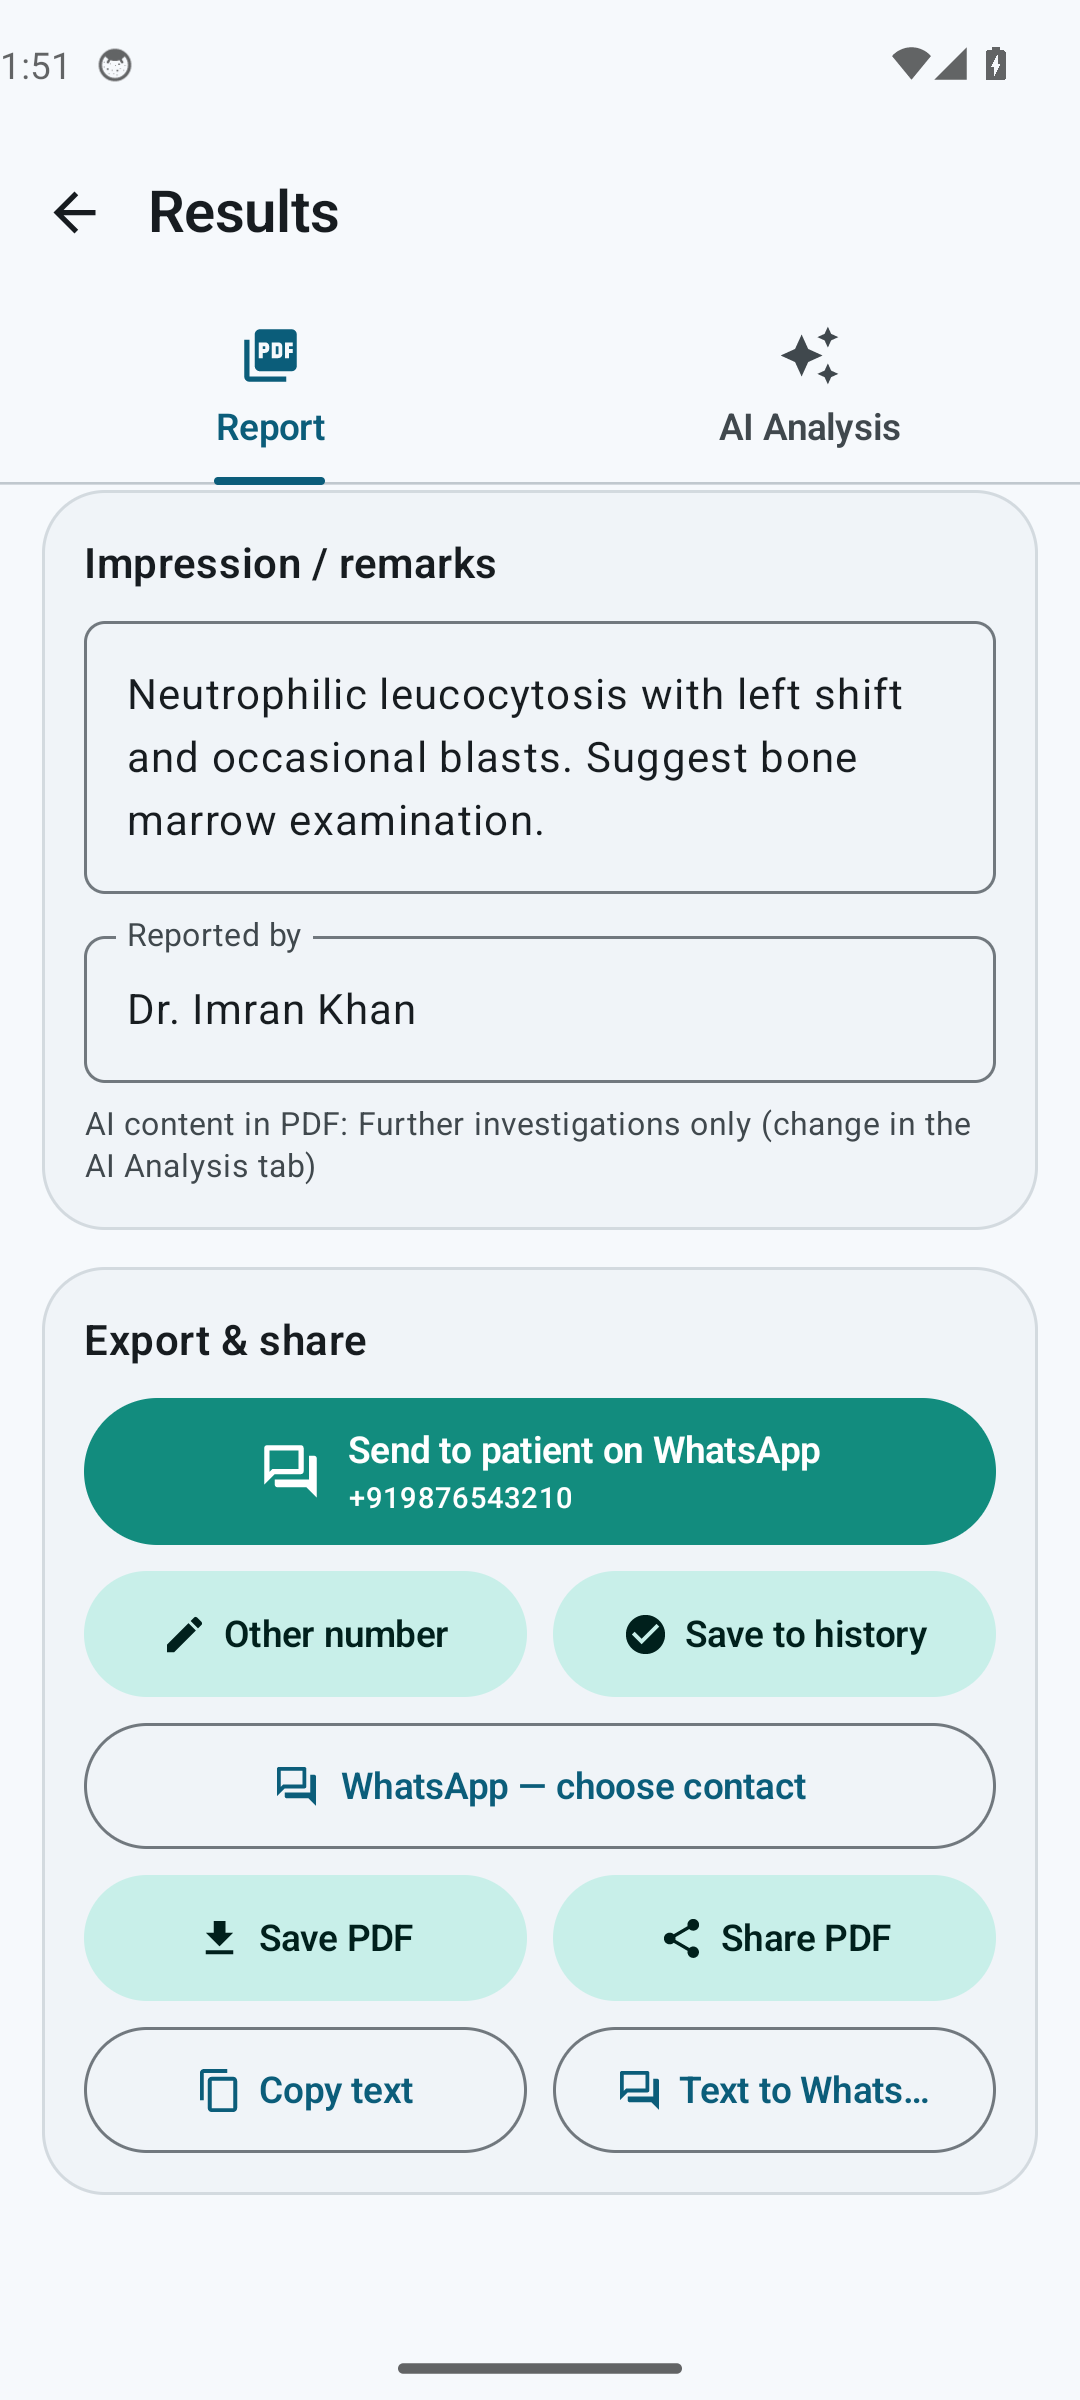 1:51
Results
PDF
Report
AI Analysis
Impression / remarks
Neutrophilic leucocytosis with left shift
and occasional blasts. Suggest bone
marrow examination.
Reported by
Dr. Imran Khan
AI content in PDF: Further investigations only (change in the
AI Analysis tab)
Export & share
Send to patient on WhatsApp
+919876543210
Other number
Save to history
WhatsApp — choose contact
Save PDF
Share PDF
Copy text
Text to Whats...